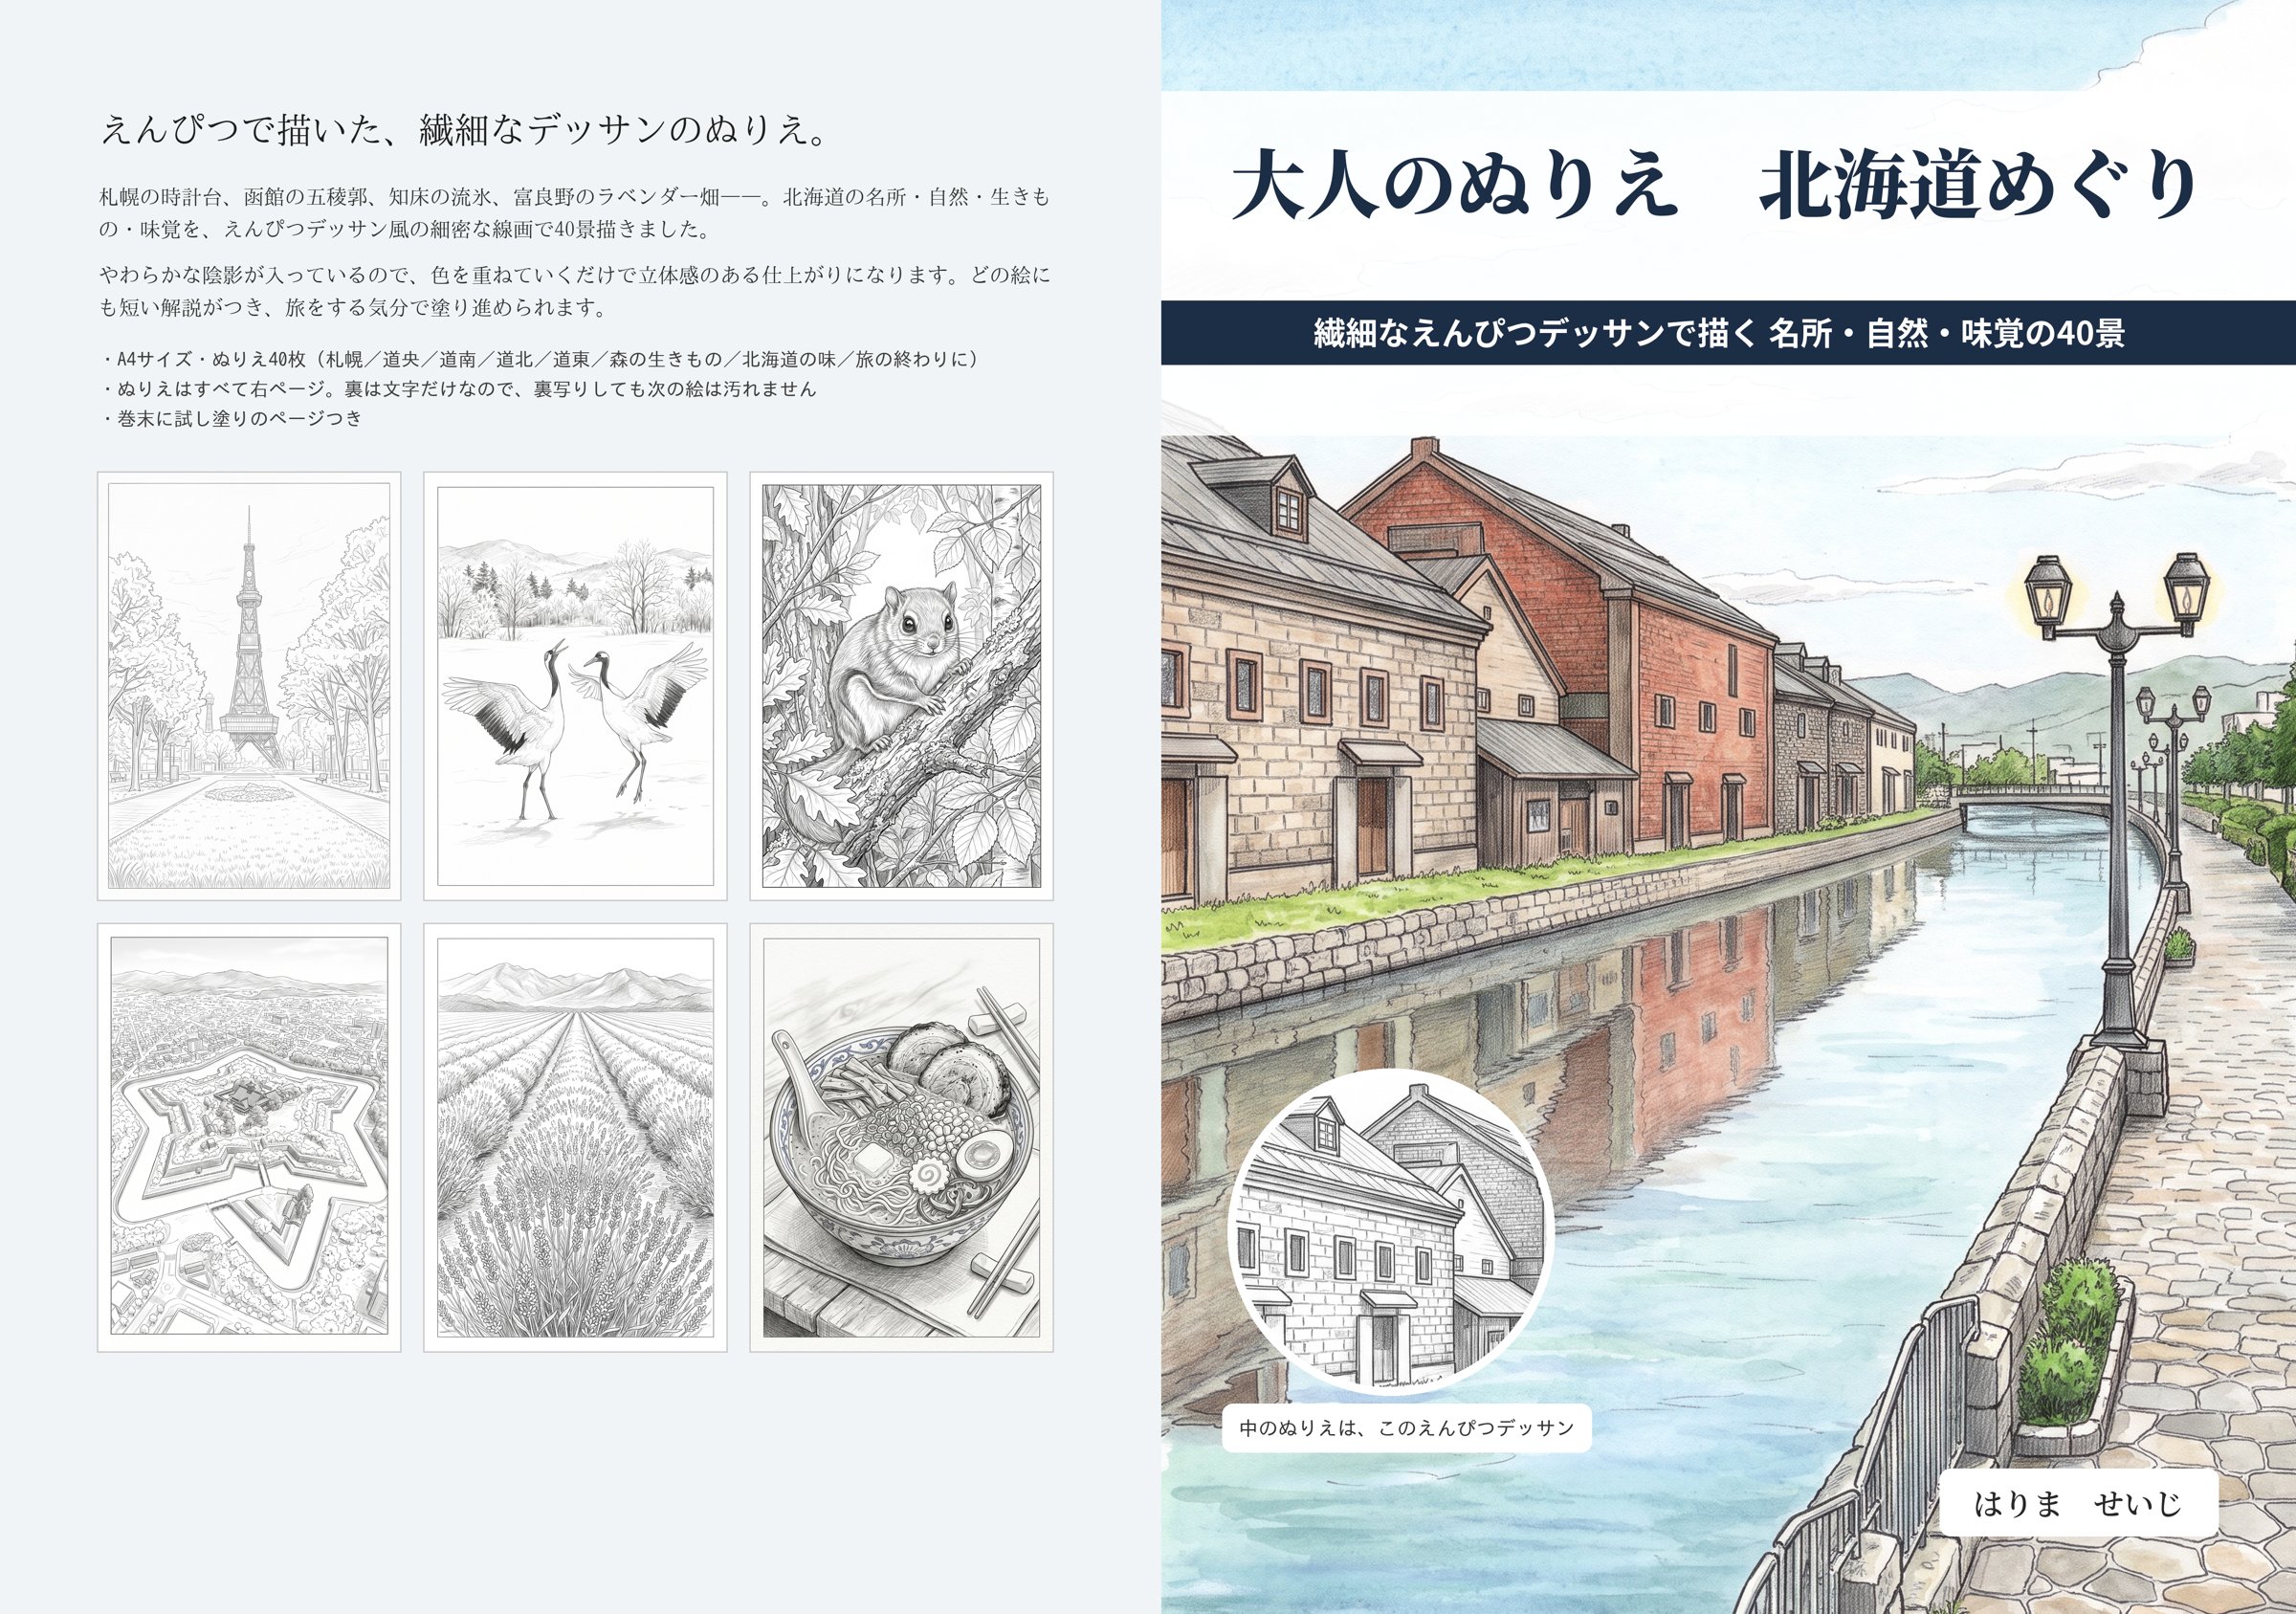 えんぴつで描いた、繊細なデッサンのぬりえ。
札幌の時計台、函館の五稜郭、知床の流氷、富良野のラベンダー畑――。北海道の名所・自然・生きも
の・味覚を、えんぴつデッサン風の細密な線画で40景描きました。
やわらかな陰影が入っているので、色を重ねていくだけで立体感のある仕上がりになります。どの絵に
も短い解説がつき、旅をする気分で塗り進められます。
・A4サイズ・ぬりえ40枚（札幌／道央／道南／道北／道東／森の生きもの／北海道の味／旅の終わりに）
・ぬりえはすべて右ページ。裏は文字だけなので、裏写りしても次の絵は汚れません
・巻末に試し塗りのページつき
大人のぬりえ　北海道めぐり
繊細なえんぴつデッサンで描く 名所・自然・味覚の40景
中のぬりえは、このえんぴつデッサン
はりま　せいじ